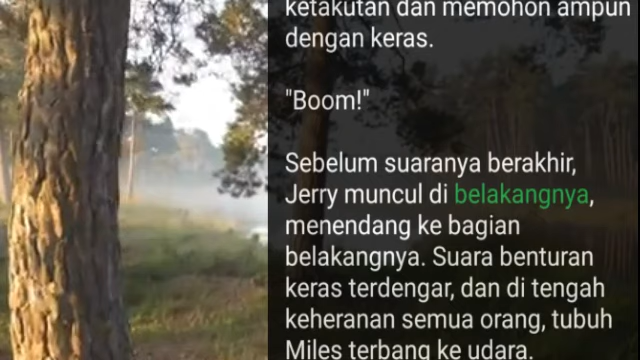 ketakutan dan memohon ampun
dengan keras.
"Boom!"
Sebelum suaranya berakhir,
Jerry muncul di belakangnya,
menendang ke bagian
belakangnya. Suara benturan
keras terdengar, dan di tengah
keheranan semua orang, tubuh
Miles terbang ke udara.